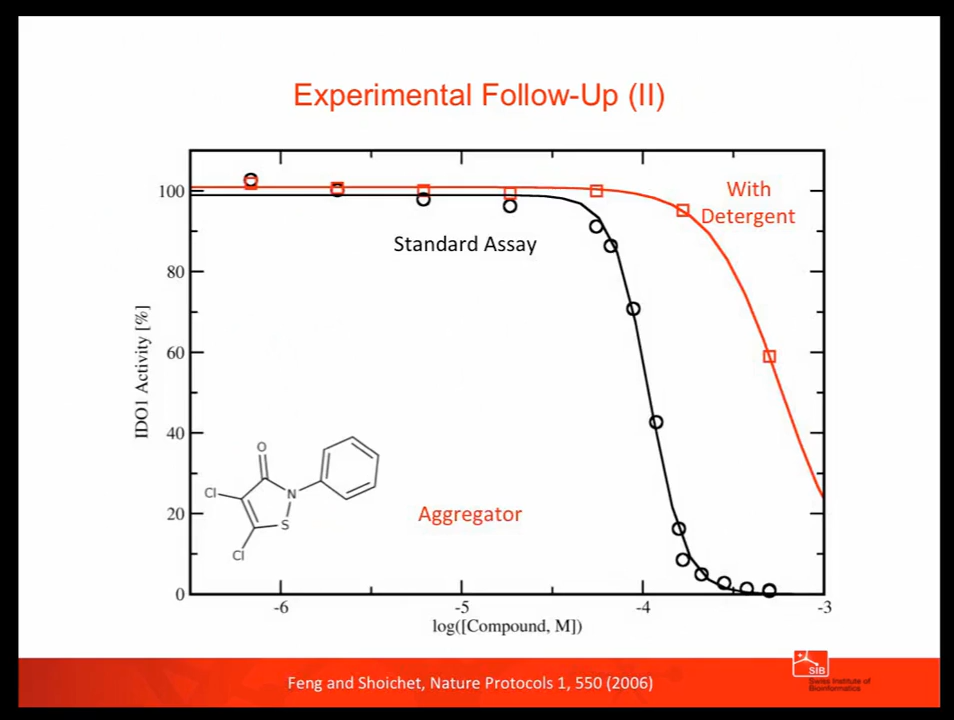 Experimental Follow-Up (II)
100
80
60
40
20
0
IDO1 Activity [%]
With
Detergent
Standard Assay
O
Cl
N
S
Cl
Aggregator
-6
-5
-4
-3
log([Compound, M])
Feng and Shoichet, Nature Protocols 1, 550 (2006)
SIB
Swiss Institute of
Bioinformatics